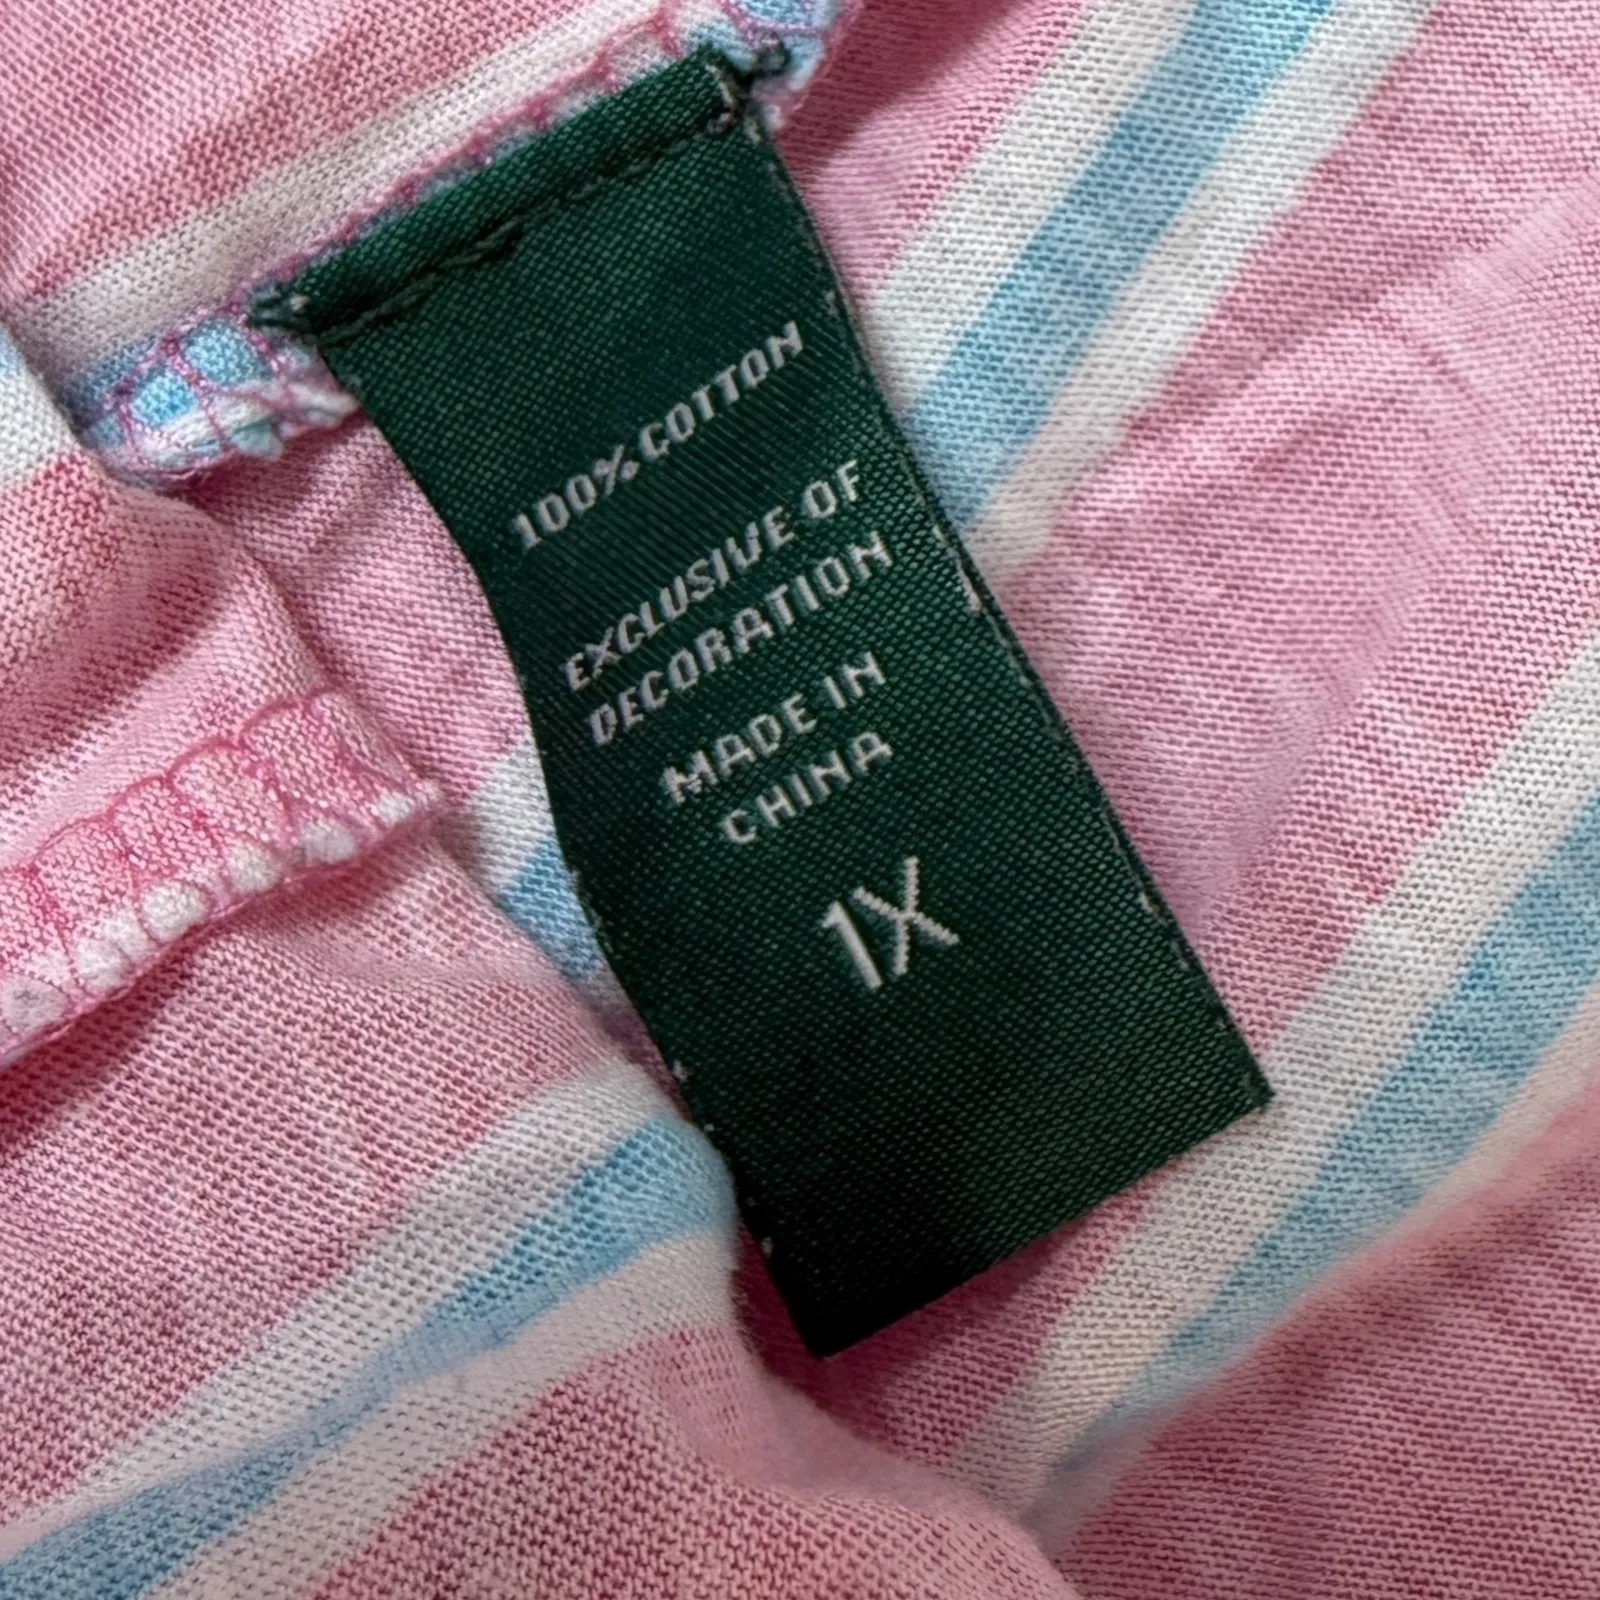 100% COTTON
EXCLUSIVE OF
DECORATION
MADE IN
CHINA
1X